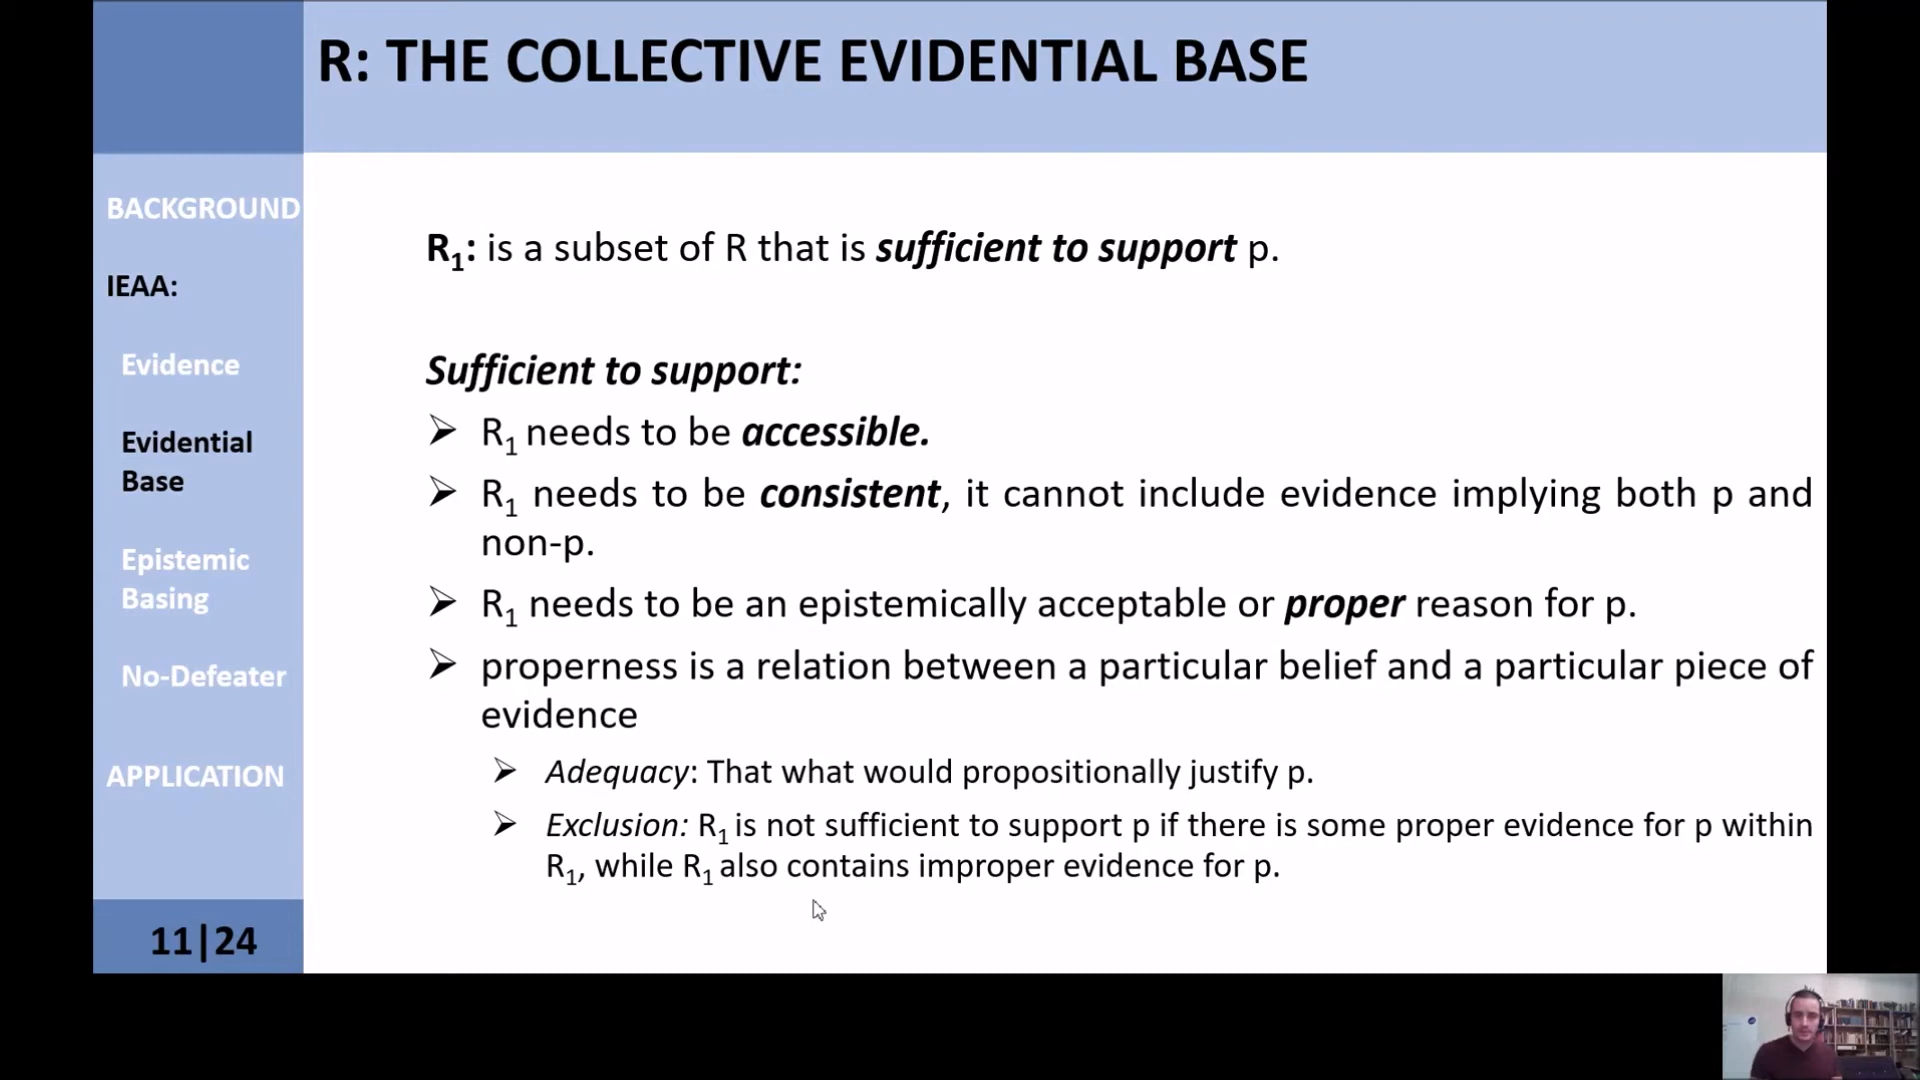 R: THE COLLECTIVE EVIDENTIAL BASE
BACKGROUND
IEAA:
Evidence
Evidential
Base
Epistemic
Basing
No-Defeater
APPLICATION
11|24
R₁: is a subset of R that is sufficient to support p.
Sufficient to support:
➢ R₁ needs to be accessible.
➢ R₁ needs to be consistent, it cannot include evidence implying both p and
non-p.
➢ R₁ needs to be an epistemically acceptable or proper reason for p.
➢ properness is a relation between a particular belief and a particular piece of
evidence
➢ Adequacy: That what would propositionally justify p.
➢ Exclusion: R₁ is not sufficient to support p if there is some proper evidence for p within
R₁, while R₁ also contains improper evidence for p.